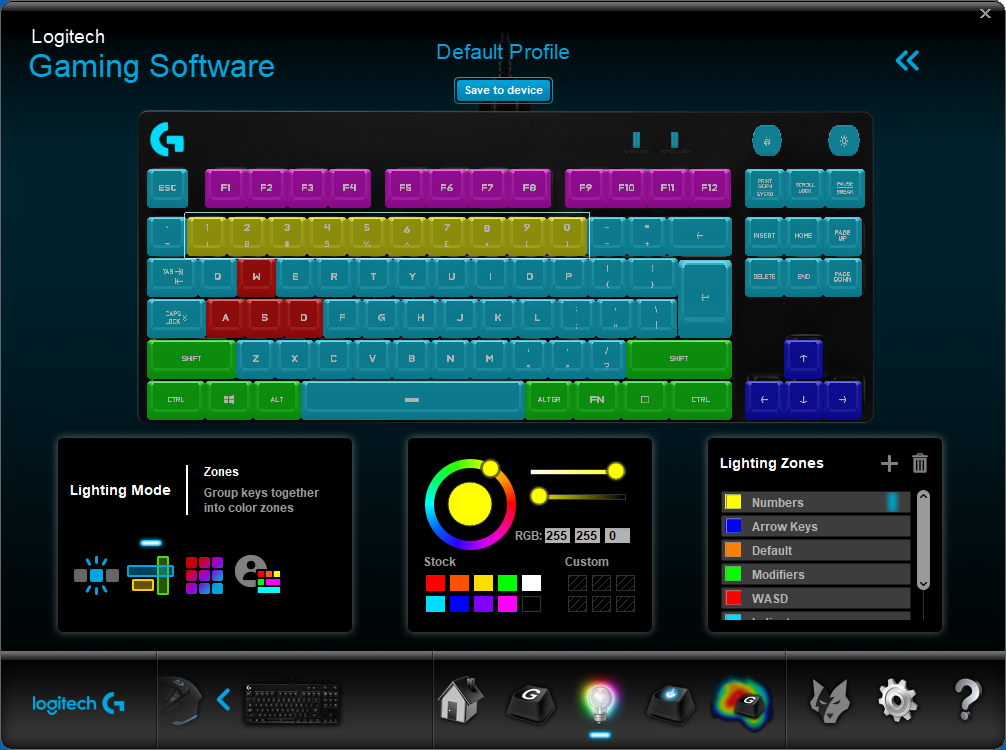 Logitech
Gaming Software
Default Profile
Save to device
ESC F1 F2 F3 F4 F5 F6 F7 F8 F9 F10 F11 F12 PRINT SCRN SYSRQ SCROLL LOCK PAUSE BREAK
1 2 3 4 5 6 7 8 9 0 INSERT HOME PAGE UP
TAB Q W E R T Y U I O P DELETE END PAGE DOWN
CAPS LOCK A S D F G H J K L
SHIFT Z X C V B N M SHIFT
CTRL ALT ALTGR FN CTRL
Lighting Mode
Zones
Group keys together
into color zones
RGB: 255 255 0
Stock
Custom
Lighting Zones
Numbers
Arrow Keys
Default
Modifiers
WASD
logitech G